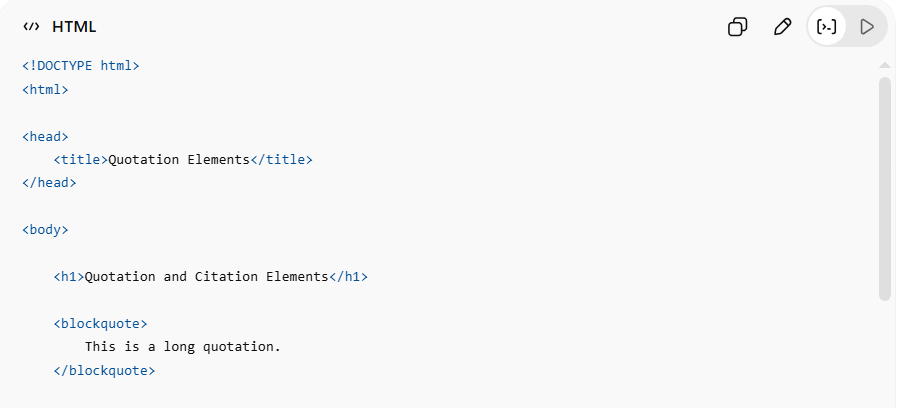 HTML
<!DOCTYPE html>
<html>
<head>
    <title>Quotation Elements</title>
</head>
<body>
    <h1>Quotation and Citation Elements</h1>
    <blockquote>
        This is a long quotation.
    </blockquote>